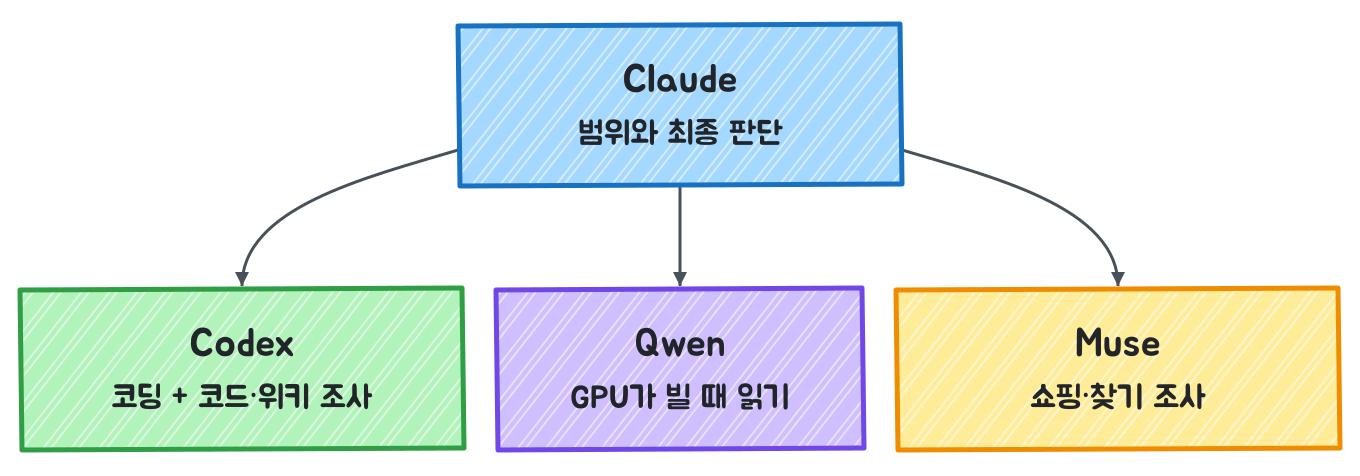 Claude
범위와 최종 판단
Codex
코딩 + 코드·위키 조사
Qwen
GPU가 빌 때 읽기
Muse
쇼핑·찾기 조사